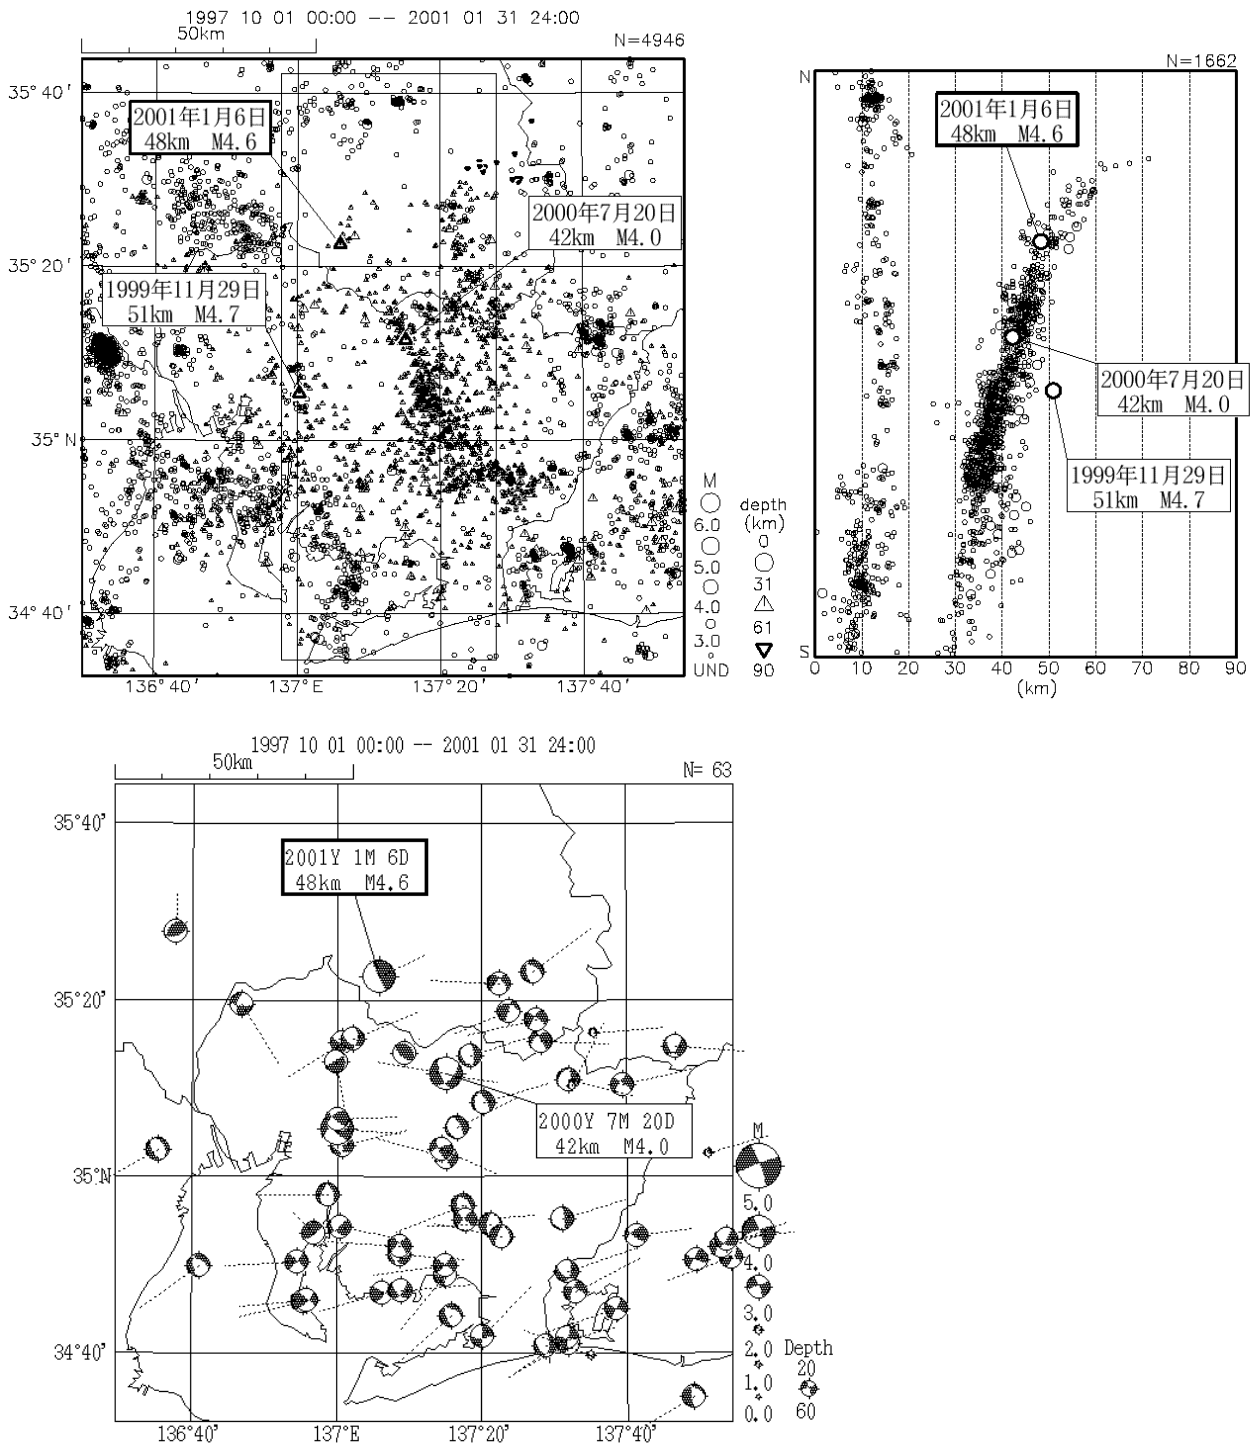 1997 10 01 00:00 -- 2001 01 31 24:00
50km
N=4946
35°40′
2001年1月6日
48km M4.6
2000年7月20日
42km M4.0
35°20′
1999年11月29日
51km M4.7
35°N
34°40′
136°40′
137°E
137°20′
137°40′
M
6.0
5.0
4.0
3.0
UND
depth
(km)
0
31
61
90
N=1662
N
2001年1月6日
48km M4.6
2000年7月20日
42km M4.0
1999年11月29日
51km M4.7
S
0 10 20 30 40 50 60 70 80 90
(km)
1997 10 01 00:00 -- 2001 01 31 24:00
50km
N= 63
35°40′
2001Y 1M 6D
48km M4.6
35°20′
2000Y 7M 20D
42km M4.0
35°N
34°40′
136°40′
137°E
137°20′
137°40′
M
5.0
4.0
3.0
2.0
1.0
0.0
Depth
20
60